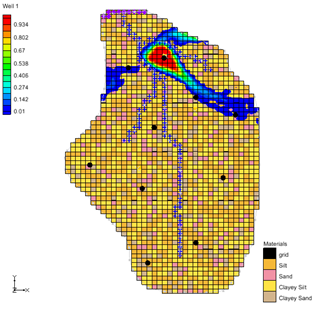 Well 1
0.934
0.802
0.67
0.538
0.406
0.274
0.142
0.01
Materials
grid
Silt
Sand
Clayey Silt
Clayey Sand
Y
Z
X